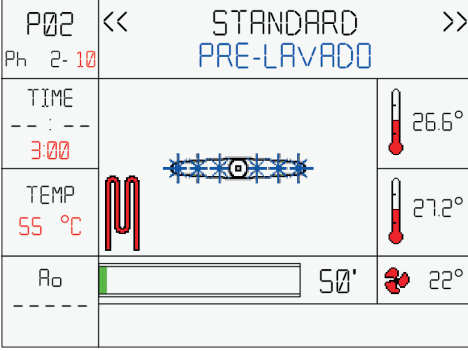 P02 << STANDARD >>
Ph 2- 10 PRE-LAVADO
TIME
-- : --
3:00
26.6°
TEMP
55 °C
27.2°
Ao
-----
50'
22°